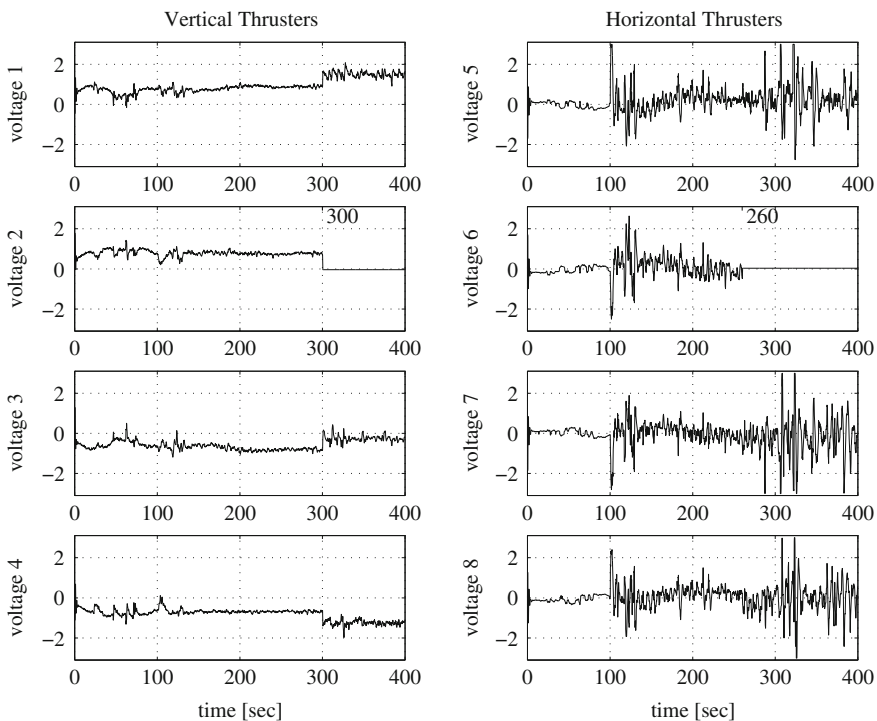 Vertical Thrusters
Horizontal Thrusters
voltage 1
2
0
−2
0 100 200 300 400
voltage 5
2
0
−2
0 100 200 300 400
voltage 2
2
0
−2
300
0 100 200 300 400
voltage 6
2
0
−2
260
0 100 200 300 400
voltage 3
2
0
−2
0 100 200 300 400
voltage 7
2
0
−2
0 100 200 300 400
voltage 4
2
0
−2
0 100 200 300 400
time [sec]
voltage 8
2
0
−2
0 100 200 300 400
time [sec]